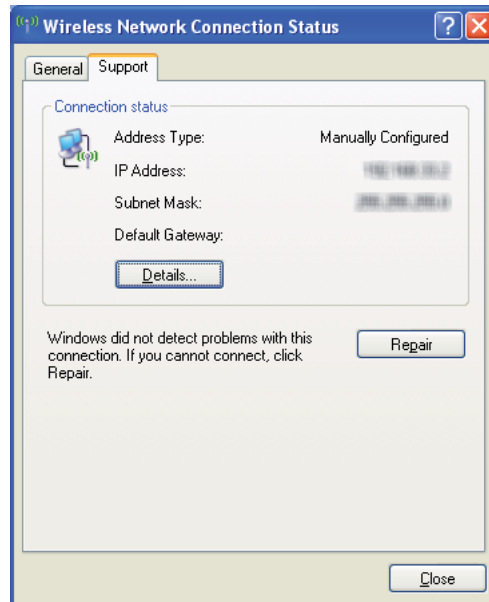 Wireless Network Connection Status
General Support
Connection status
Address Type: Manually Configured
IP Address:
Subnet Mask:
Default Gateway:
Details...
Windows did not detect problems with this
connection. If you cannot connect, click
Repair.
Repair
Close